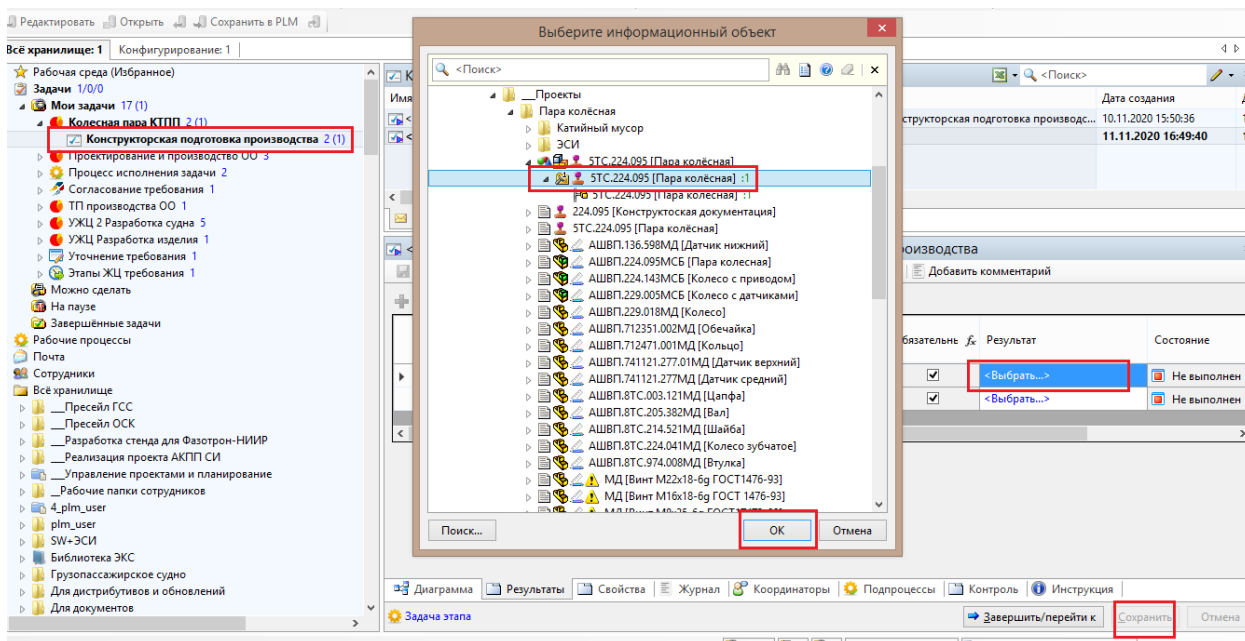 Редактировать Открыть Сохранить в PLM
Всё хранилище: 1 Конфигурирование: 1
Рабочая среда (Избранное)
Задачи 1/0/0
Мои задачи 17 (1)
Колесная пара КТПП 2 (1)
Конструкторская подготовка производства 2 (1)
Проектирование и производство ОО 3
Процесс исполнения задачи 2
Согласование требования 1
ТП производства ОО 1
УЖЦ 2 Разработка судна 5
УЖЦ Разработка изделия 1
Уточнение требования 1
Этапы ЖЦ требования 1
Можно сделать
На паузе
Завершённые задачи
Рабочие процессы
Почта
Сотрудники
Всё хранилище
__Пресейл ГСС
__Пресейл ОСК
__Разработка стенда для Фазотрон-НИИР
__Реализация проекта АКПП СИ
__Управление проектами и планирование
_Рабочие папки сотрудников
4_plm_user
plm_user
SW+ЭСИ
Библиотека ЭКС
Грузопассажирское судно
Для дистрибутивов и обновлений
Для документов
Выберите информационный объект
<Поиск>
__Проекты
Пара колёсная
Катийный мусор
ЭСИ
5ТС.224.095 [Пара колёсная]
5ТС.224.095 [Пара колёсная] :1
5ТС.224.095 [Пара колёсная] :1
224.095 [Конструктоская документация]
5ТС.224.095 [Пара колёсная]
АШВП.136.598МД [Датчик нижний]
АШВП.224.095МСБ [Пара колесная]
АШВП.224.143МСБ [Колесо с приводом]
АШВП.229.005МСБ [Колесо с датчиками]
АШВП.229.018МД [Колесо]
АШВП.712351.002МД [Обечайка]
АШВП.712471.001МД [Кольцо]
АШВП.741121.277.01МД [Датчик верхний]
АШВП.741121.277МД [Датчик средний]
АШВП.8ТС.003.121МД [Цапфа]
АШВП.8ТС.205.382МД [Вал]
АШВП.8ТС.214.521МД [Шайба]
АШВП.8ТС.224.041МД [Колесо зубчатое]
АШВП.8ТС.974.008МД [Втулка]
МД [Винт М22х18-6g ГОСТ1476-93]
МД [Винт М16х18-6g ГОСТ 1476-93]
Поиск... ОК Отмена
<Поиск>
Имя
Дата создания
структорская подготовка производс... 10.11.2020 15:50:36
11.11.2020 16:49:40
Добавить комментарий
Результат Состояние
<Выбрать...> Не выполнен
<Выбрать...> Не выполнен
Диаграмма Результаты Свойства Журнал Координаторы Подпроцессы Контроль Инструкция
Задача этапа
Завершить/перейти к Сохранить Отмена